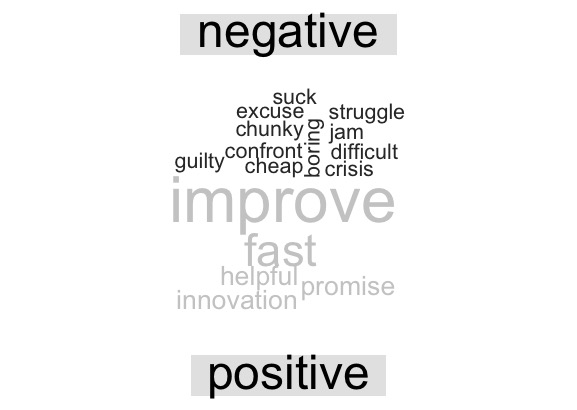 negative
suck
excuse struggle
chunky boring jam
confront difficult
guilty cheap crisis
improve
fast
helpful promise
innovation
positive